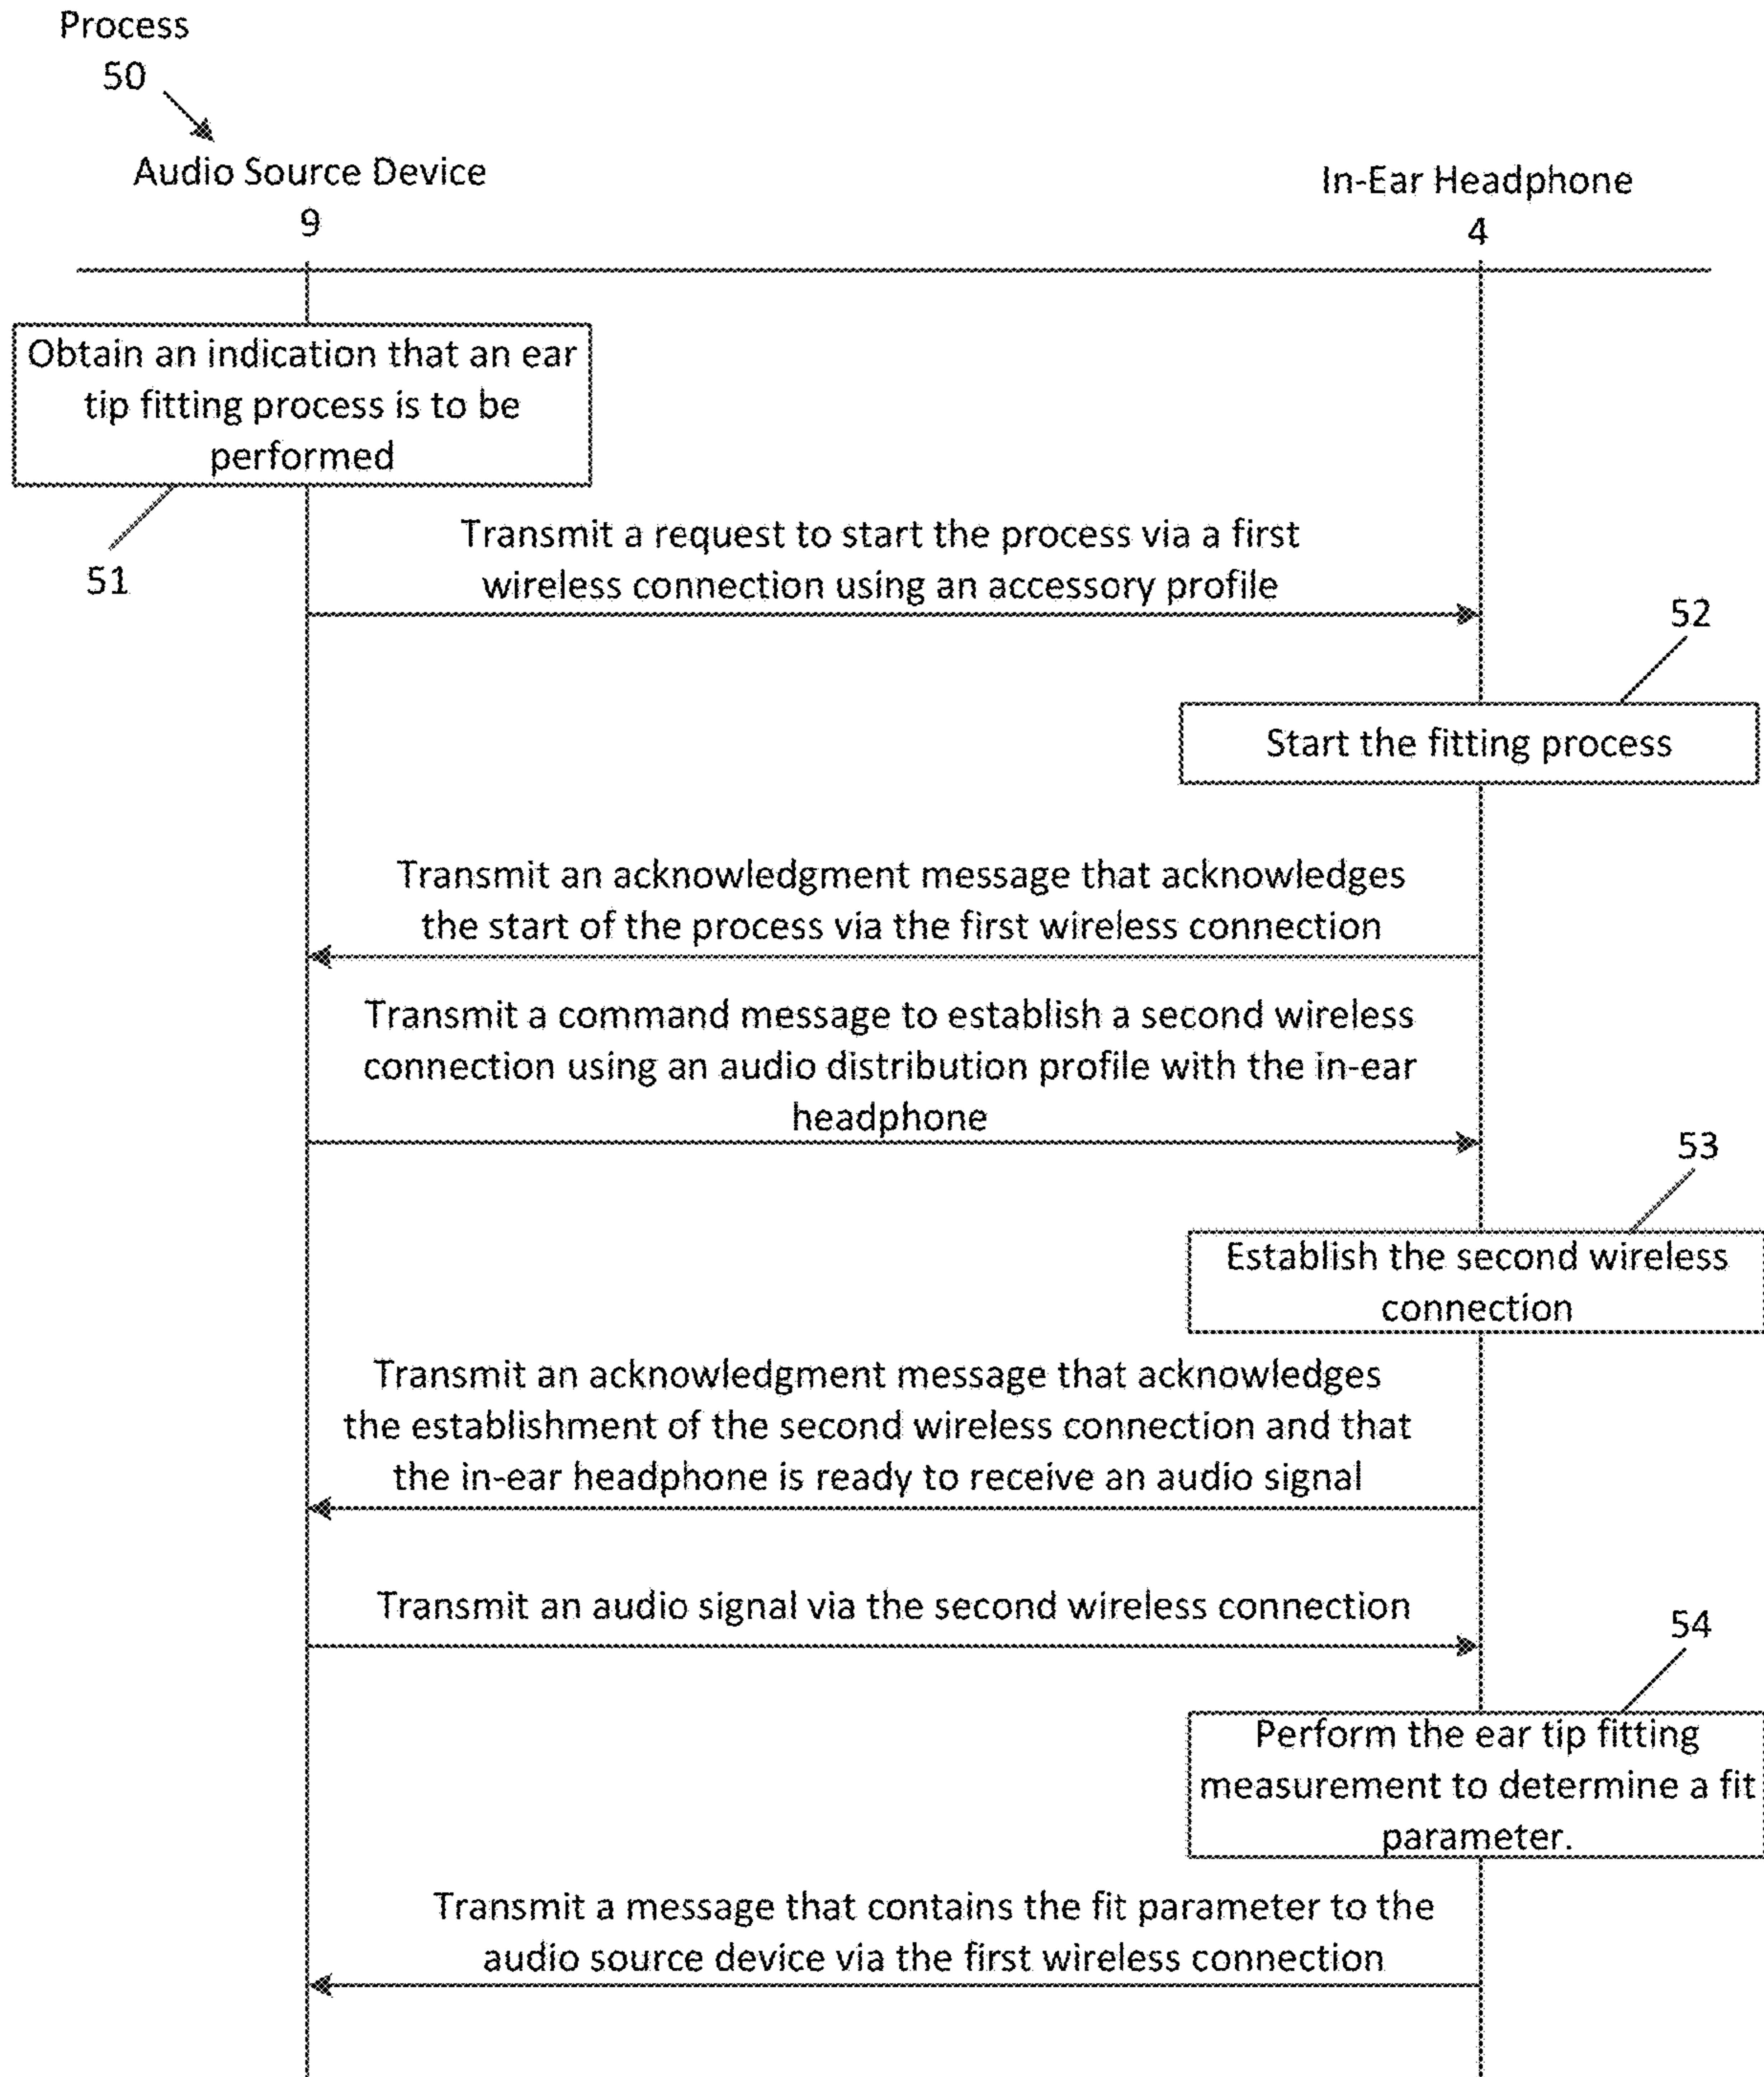 Process
50
Audio Source Device
9
In-Ear Headphone
4
Obtain an indication that an ear
tip fitting process is to be
performed
51
Transmit a request to start the process via a first
wireless connection using an accessory profile
52
Start the fitting process
Transmit an acknowledgment message that acknowledges
the start of the process via the first wireless connection
Transmit a command message to establish a second wireless
connection using an audio distribution profile with the in-ear
headphone
53
Establish the second wireless
connection
Transmit an acknowledgment message that acknowledges
the establishment of the second wireless connection and that
the in-ear headphone is ready to receive an audio signal
Transmit an audio signal via the second wireless connection
54
Perform the ear tip fitting
measurement to determine a fit
parameter.
Transmit a message that contains the fit parameter to the
audio source device via the first wireless connection